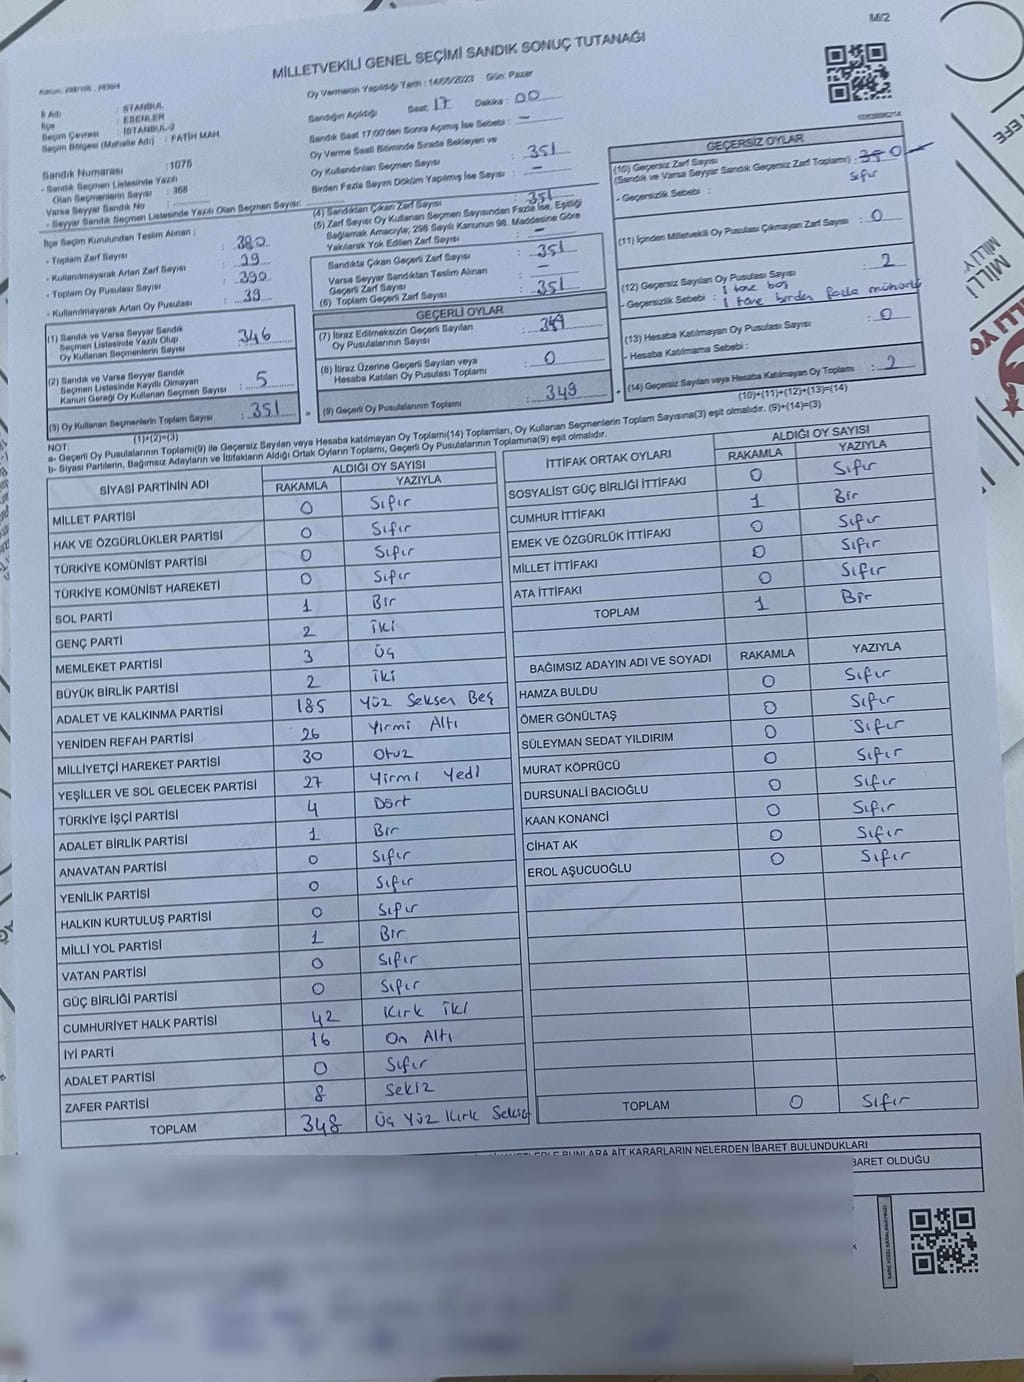 M/2
MİLLETVEKİLİ GENEL SEÇİMİ SANDIK SONUÇ TUTANAĞI
Oy Vermenin Yapıldığı Tarih : 14/05/2023 Gün: Pazar
İl Adı : İSTANBUL
İlçe : ESENLER
Seçim Çevresi : İSTANBUL-2
Seçim Bölgesi (Mahalle Adı) : FATİH MAH.
Sandık Numarası :1076
- Sandık Seçmen Listesinde Yazılı
Olan Seçmenlerin Sayısı : 368
Varsa Seyyar Sandık No :
- Seyyar Sandık Seçmen Listesinde Yazılı Olan Seçmen Sayısı:
Sandığın Açıldığı Saat: 17 Dakika : 00
Sandık Saat 17:00'den Sonra Açılmış İse Sebebi : –
Oy Verme Saati Bitiminde Sırada Bekleyen ve
Oy Kullandırılan Seçmen Sayısı : 351
Birden Fazla Sayım Döküm Yapılmış İse Sayısı : –
İlçe Seçim Kurulundan Teslim Alınan :
- Toplam Zarf Sayısı : 380
- Kullanılmayarak Artan Zarf Sayısı : 29
- Toplam Oy Pusulası Sayısı : 390
- Kullanılmayarak Artan Oy Pusulası : 39
(1) Sandık ve Varsa Seyyar Sandık
Seçmen Listesinde Yazılı Olup
Oy Kullanan Seçmenlerin Sayısı : 346
(2) Sandık ve Varsa Seyyar Sandık
Seçmen Listesinde Kayıtlı Olmayan
Kanun Gereği Oy Kullanan Seçmen Sayısı : 5
(3) Oy Kullanan Seçmenlerin Toplam Sayısı : 351
(1)+(2)=(3)
(4) Sandıktan Çıkan Zarf Sayısı : 351
(5) Zarf Sayısı Oy Kullanan Seçmen Sayısından Fazla İse, Eşitliği
Sağlamak Amacıyla, 298 Sayılı Kanunun 98. Maddesine Göre
Yakılarak Yok Edilen Zarf Sayısı : –
Sandıkta Çıkan Geçerli Zarf Sayısı : 351
Varsa Seyyar Sandıktan Teslim Alınan
Geçerli Zarf Sayısı : –
(6) Toplam Geçerli Zarf Sayısı : 351
GEÇERLİ OYLAR
(7) İtiraz Edilmeksizin Geçerli Sayılan
Oy Pusulalarının Sayısı : 349
(8) İtiraz Üzerine Geçerli Sayılan veya
Hesaba Katılan Oy Pusulası Toplamı : 0
(9) Geçerli Oy Pusulalarının Toplamı : 349
GEÇERSİZ OYLAR
(10) Geçersiz Zarf Sayısı
(Sandık ve Varsa Seyyar Sandık Geçersiz Zarf Toplamı) : 350 0
Sıfır
- Geçersizlik Sebebi :
(11) İçinden Milletvekili Oy Pusulası Çıkmayan Zarf Sayısı : 0
(12) Geçersiz Sayılan Oy Pusulası Sayısı : 2
1 tane boş
- Geçersizlik Sebebi : 1 tane birden fazla mühürlü
(13) Hesaba Katılmayan Oy Pusulası Sayısı : 0
- Hesaba Katılmama Sebebi :
(14) Geçersiz Sayılan veya Hesaba Katılmayan Oy Toplamı : 2
(10)+(11)+(12)+(13)=(14)
NOT:
a- Geçerli Oy Pusulalarının Toplamı(9) ile Geçersiz Sayılan veya Hesaba katılmayan Oy Toplamı(14) Toplamları, Oy Kullanan Seçmenlerin Toplam Sayısına(3) eşit olmalıdır. (9)+(14)=(3)
b- Siyasi Partilerin, Bağımsız Adayların ve İttifakların Aldığı Ortak Oyların Toplamı, Geçerli Oy Pusulalarının Toplamına(9) eşit olmalıdır.
SİYASİ PARTİNİN ADI ALDIĞI OY SAYISI
RAKAMLA YAZIYLA
MİLLET PARTİSİ 0 Sıfır
HAK VE ÖZGÜRLÜKLER PARTİSİ 0 Sıfır
TÜRKİYE KOMÜNİST PARTİSİ 0 Sıfır
TÜRKİYE KOMÜNİST HAREKETİ 0 Sıfır
SOL PARTİ 1 Bir
GENÇ PARTİ 2 İki
MEMLEKET PARTİSİ 3 Üç
BÜYÜK BİRLİK PARTİSİ 2 İki
ADALET VE KALKINMA PARTİSİ 185 Yüz Seksen Beş
YENİDEN REFAH PARTİSİ 26 Yirmi Altı
MİLLİYETÇİ HAREKET PARTİSİ 30 Otuz
YEŞİLLER VE SOL GELECEK PARTİSİ 27 Yirmi Yedi
TÜRKİYE İŞÇİ PARTİSİ 4 Dört
ADALET BİRLİK PARTİSİ 1 Bir
ANAVATAN PARTİSİ 0 Sıfır
YENİLİK PARTİSİ 0 Sıfır
HALKIN KURTULUŞ PARTİSİ 0 Sıfır
MİLLİ YOL PARTİSİ 1 Bir
VATAN PARTİSİ 0 Sıfır
GÜÇ BİRLİĞİ PARTİSİ 0 Sıfır
CUMHURİYET HALK PARTİSİ 42 Kırk İki
İYİ PARTİ 16 On Altı
ADALET PARTİSİ 0 Sıfır
ZAFER PARTİSİ 8 Sekiz
TOPLAM 348 Üç Yüz Kırk Sekiz
İTTİFAK ORTAK OYLARI ALDIĞI OY SAYISI
RAKAMLA YAZIYLA
SOSYALİST GÜÇ BİRLİĞİ İTTİFAKI 0 Sıfır
CUMHUR İTTİFAKI 1 Bir
EMEK VE ÖZGÜRLÜK İTTİFAKI 0 Sıfır
MİLLET İTTİFAKI 0 Sıfır
ATA İTTİFAKI 0 Sıfır
TOPLAM 1 Bir
BAĞIMSIZ ADAYIN ADI VE SOYADI RAKAMLA YAZIYLA
HAMZA BULDU 0 Sıfır
ÖMER GÖNÜLTAŞ 0 Sıfır
SÜLEYMAN SEDAT YILDIRIM 0 Sıfır
MURAT KÖPRÜCÜ 0 Sıfır
DURSUNALİ BACIOĞLU 0 Sıfır
KAAN KONANCİ 0 Sıfır
CİHAT AK 0 Sıfır
EROL AŞUCUOĞLU 0 Sıfır
TOPLAM 0 Sıfır
BUNLARA AİT KARARLARIN NELERDEN İBARET BULUNDUKLARI
BARET OLDUĞU